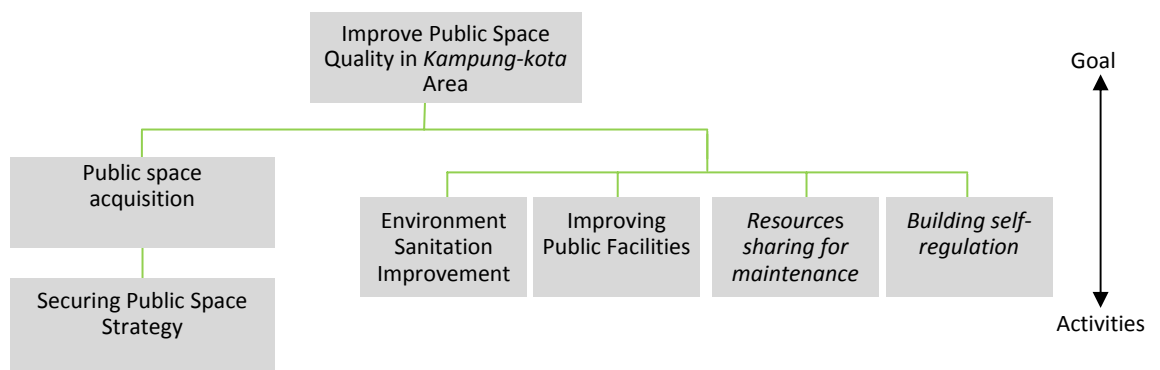 Improve Public Space
Quality in Kampung-kota
Area
Goal
Public space
acquisition
Environment
Sanitation
Improvement
Improving
Public Facilities
Resources
sharing for
maintenance
Building self-
regulation
Securing Public Space
Strategy
Activities